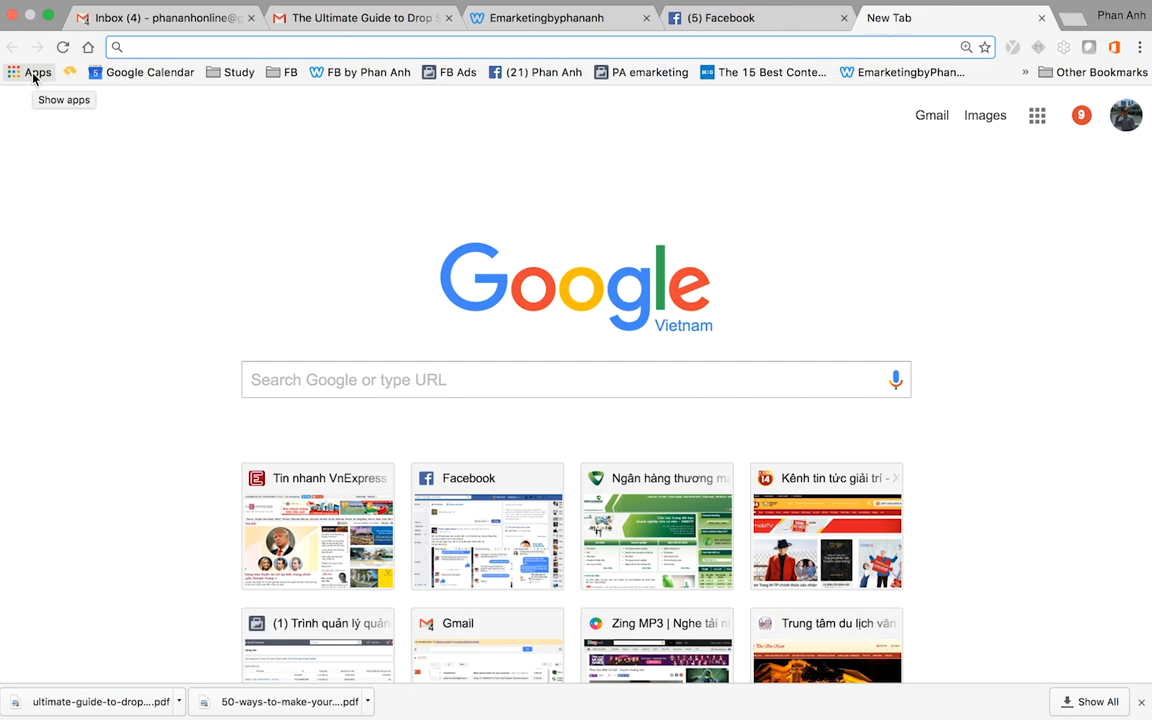 Inbox (4) - phananhonline@g
The Ultimate Guide to Drop S
Emarketingbyphananh
(5) Facebook
New Tab
Phan Anh
Apps
5
Google Calendar
Study
FB
FB by Phan Anh
FB Ads
(21) Phan Anh
PA emarketing
The 15 Best Conte...
EmarketingbyPhan...
»
Other Bookmarks
Show apps
Gmail
Images
9
Google
Vietnam
Search Google or type URL
Tin nhanh VnExpress
Facebook
Ngân hàng thương mạ
14
Kênh tin tức giải trí - X
(1) Trình quản lý quản
Gmail
Zing MP3 | Nghe tải n
Trung tâm du lịch văn
ultimate-guide-to-drop....pdf
50-ways-to-make-your....pdf
Show All